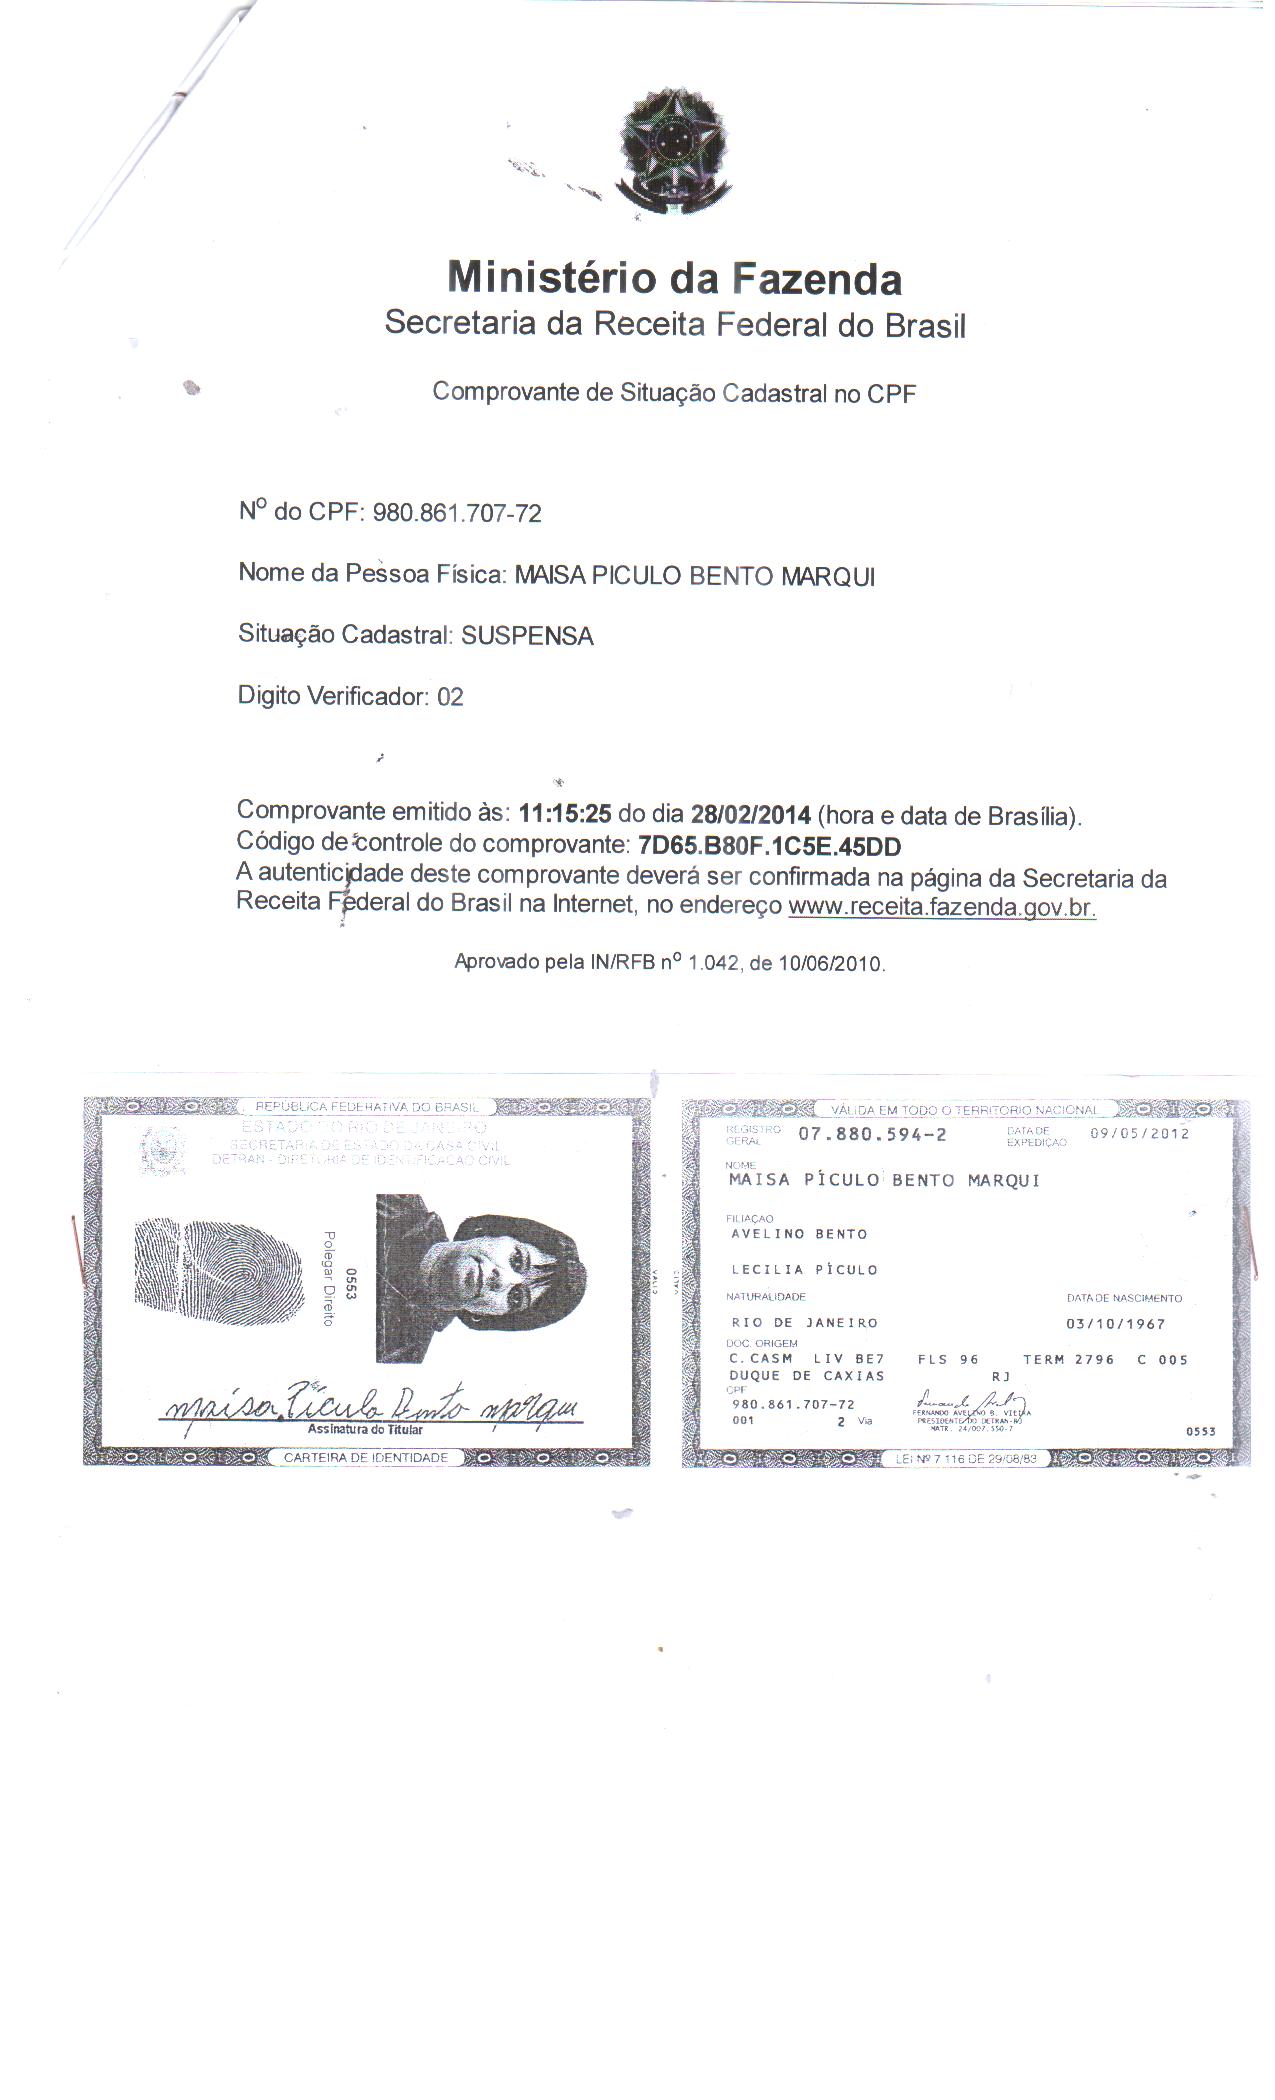 Ministério da Fazenda
Secretaria da Receita Federal do Brasil
Comprovante de Situação Cadastral no CPF
Nº do CPF: 980.861.707-72
Nome da Pessoa Física: MAISA PICULO BENTO MARQUI
Situação Cadastral: SUSPENSA
Digito Verificador: 02
Comprovante emitido às: 11:15:25 do dia 28/02/2014 (hora e data de Brasília).
Código de controle do comprovante: 7D65.B80F.1C5E.45DD
A autenticidade deste comprovante deverá ser confirmada na página da Secretaria da
Receita Federal do Brasil na Internet, no endereço www.receita.fazenda.gov.br.
Aprovado pela IN/RFB nº 1.042, de 10/06/2010.
REPÚBLICA FEDERATIVA DO BRASIL
ESTADO DO RIO DE JANEIRO
SECRETARIA DE ESTADO DA CASA CIVIL
DETRAN - DIRETORIA DE IDENTIFICAÇÃO CIVIL
0553
Polegar Direito
Maisa Piculo Bento Marqui
Assinatura do Titular
CARTEIRA DE IDENTIDADE
VÁLIDA EM TODO O TERRITÓRIO NACIONAL
REGISTRO GERAL 07.880.594-2 DATA DE EXPEDIÇÃO 09/05/2012
NOME
MAISA PÍCULO BENTO MARQUI
FILIAÇÃO
AVELINO BENTO
LECILIA PÍCULO
NATURALIDADE DATA DE NASCIMENTO
RIO DE JANEIRO 03/10/1967
DOC. ORIGEM
C.CASM LIV BE7 FLS 96 TERM 2796 C 005
DUQUE DE CAXIAS RJ
CPF
980.861.707-72
001 2 Via
FERNANDO AVELINO B. VIEIRA
PRESIDENTE DO DETRAN-RJ
MATR. 24/007.550-7
0553
LEI Nº 7.116 DE 29/08/83